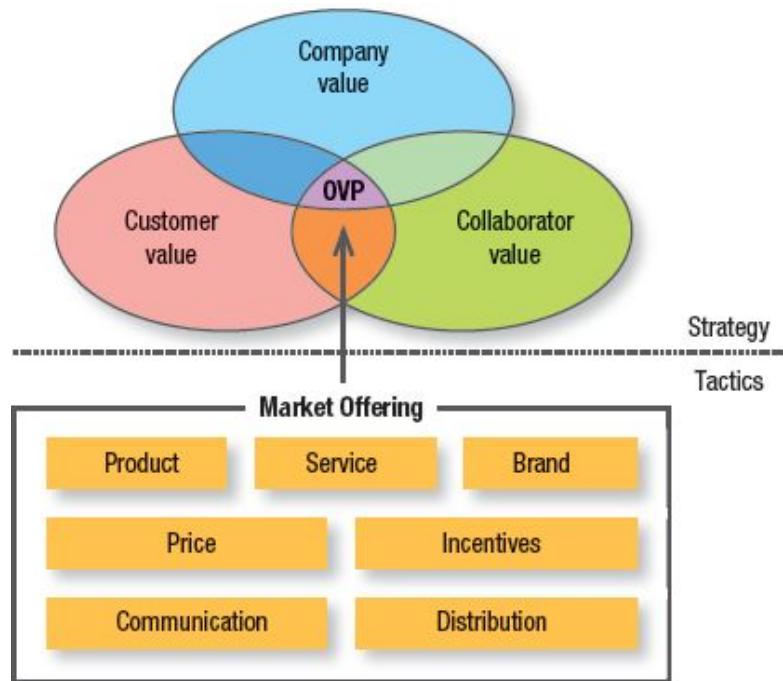 Company
value
OVP
Customer
value
Collaborator
value
Strategy
Tactics
Market Offering
Product
Service
Brand
Price
Incentives
Communication
Distribution